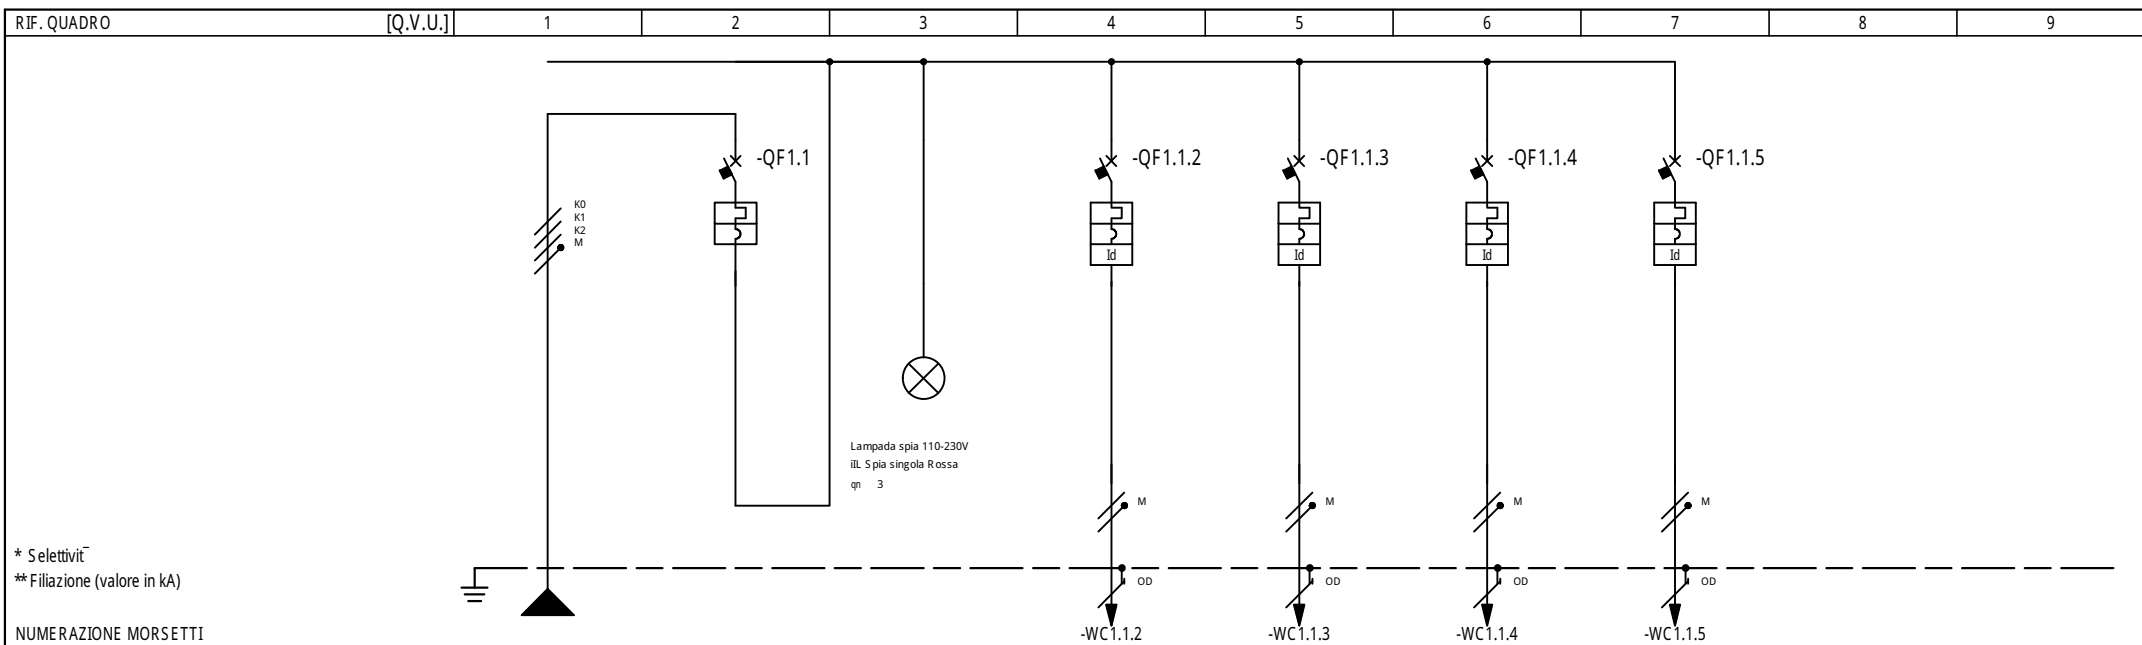 RIF. QUADRO [Q.V.U.] 1 2 3 4 5 6 7 8 9
-QF1.1 -QF1.1.2 -QF1.1.3 -QF1.1.4 -QF1.1.5
K0
K1
K2
M
Id Id Id Id
Lampada spia 110-230V
iIL Spia singola Rossa
qn 3
M M M M
* Selettivit¯
** Filiazione (valore in kA)
OD OD OD OD
NUMERAZIONE MORSETTI -WC1.1.2 -WC1.1.3 -WC1.1.4 -WC1.1.5